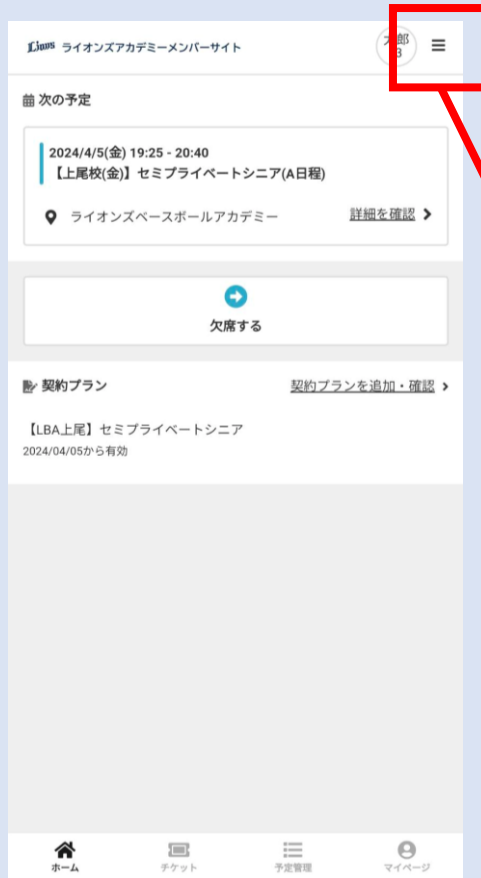 Lions ライオンズアカデミーメンバーサイト
次の予定
2024/4/5(金) 19:25 - 20:40
【上尾校(金)】セミプライベートシニア(A日程)
ライオンズベースボールアカデミー
詳細を確認
欠席する
契約プラン
契約プランを追加・確認
【LBA上尾】セミプライベートシニア
2024/04/05から有効
ホーム
チケット
予定管理
マイページ